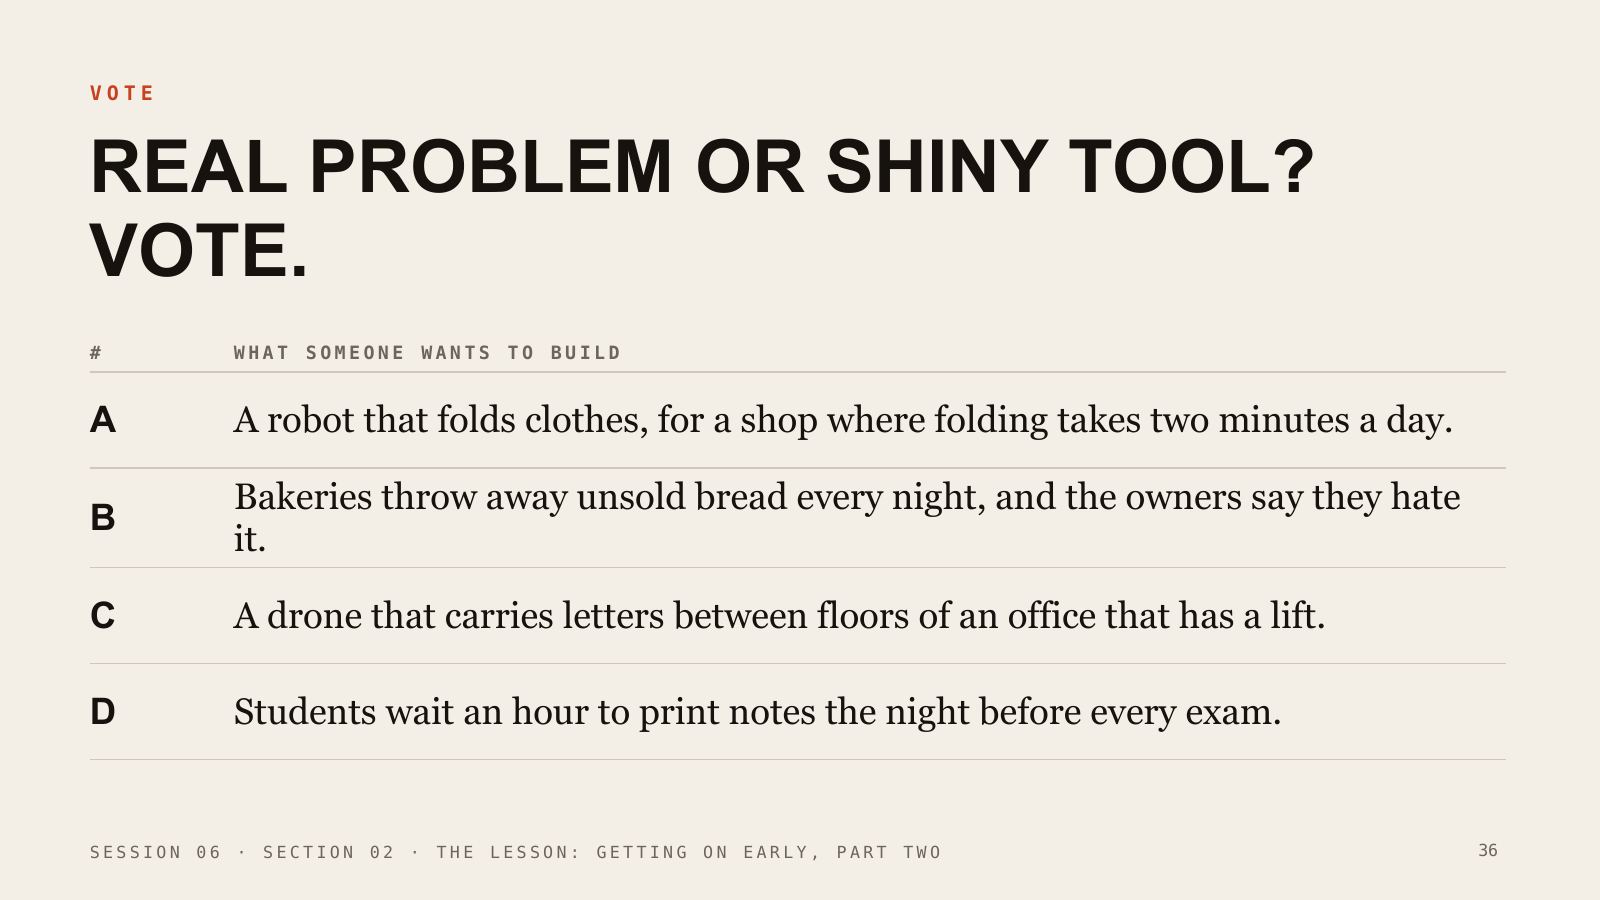 VOTE
REAL PROBLEM OR SHINY TOOL?
VOTE.
# WHAT SOMEONE WANTS TO BUILD
A A robot that folds clothes, for a shop where folding takes two minutes a day.
B Bakeries throw away unsold bread every night, and the owners say they hate
it.
C A drone that carries letters between floors of an office that has a lift.
D Students wait an hour to print notes the night before every exam.
SESSION 06 · SECTION 02 · THE LESSON: GETTING ON EARLY, PART TWO 36